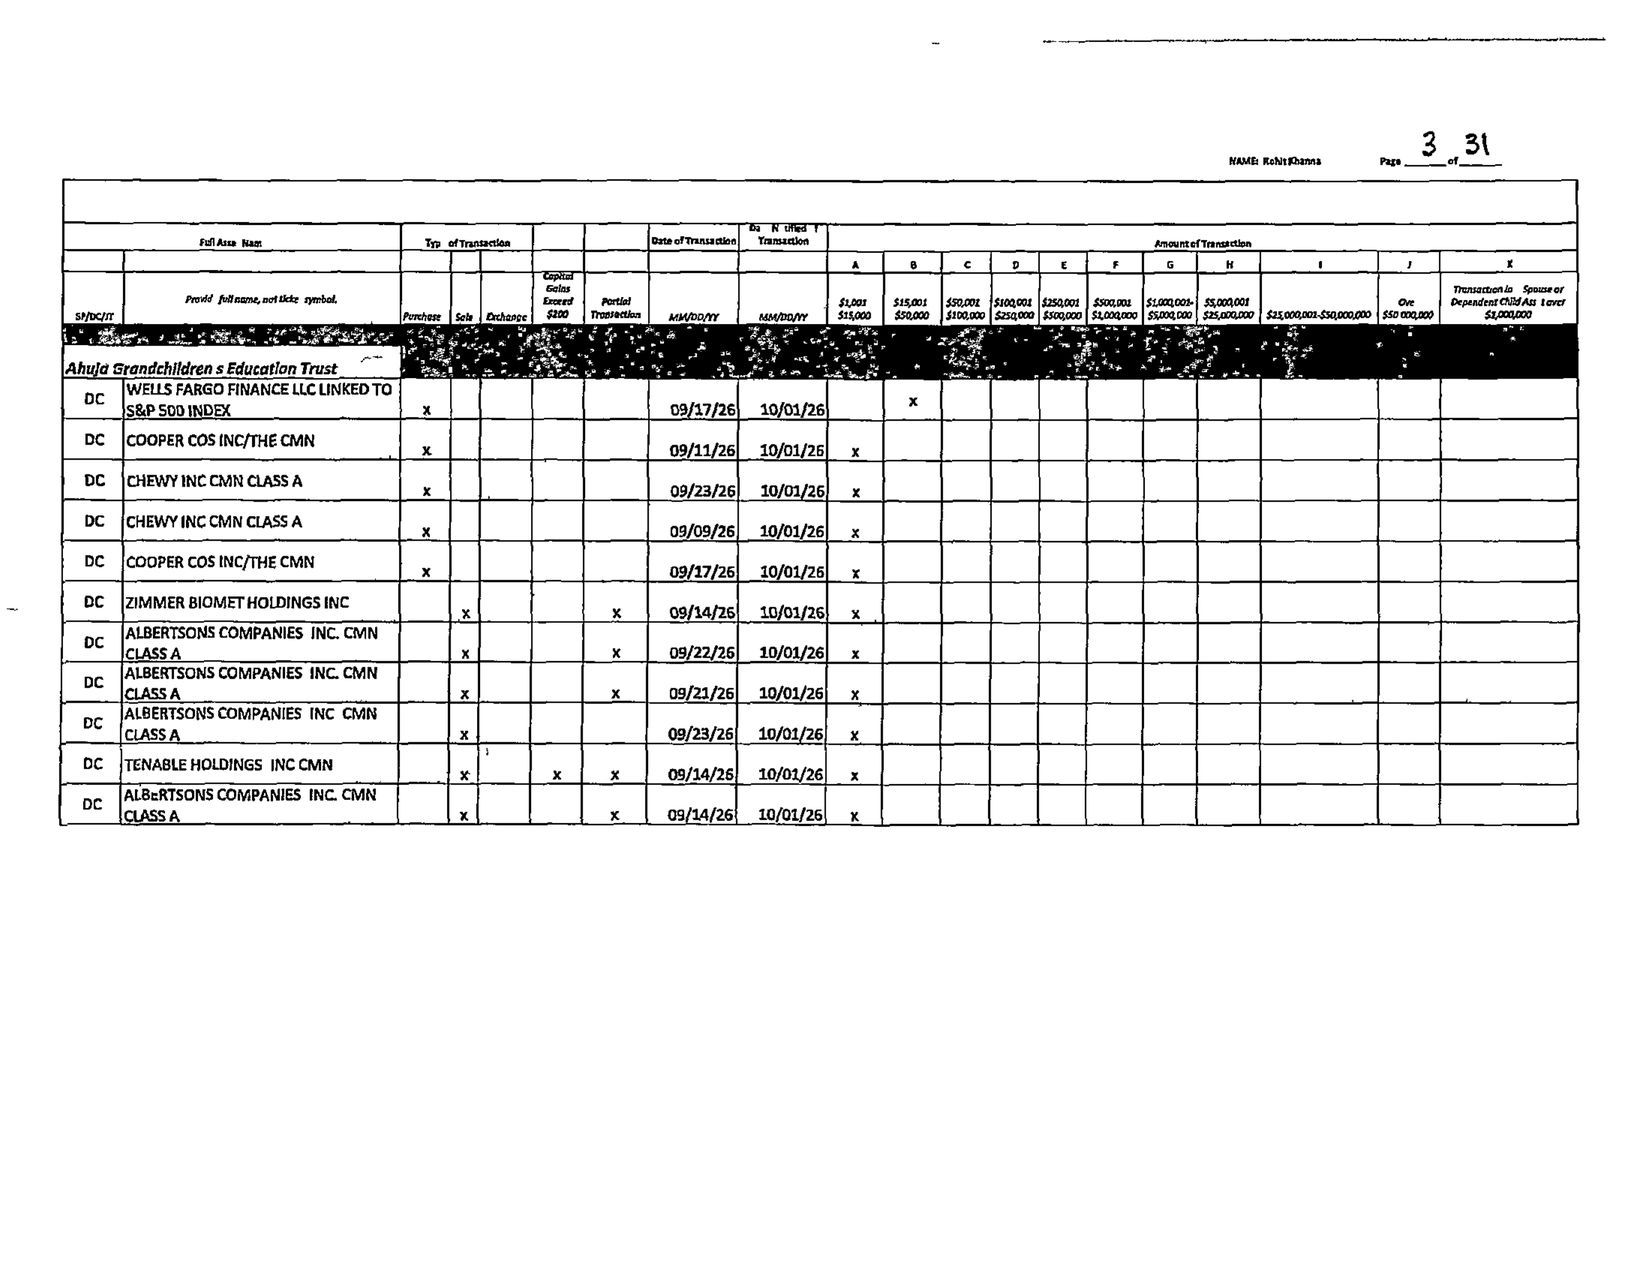 3 31
NAME: Rohit Khanna Page of
Full Asse Nam Typ of Transaction Date of Transaction Da N tified f Transaction Amount of Transaction
A B C D E F G H I J K
SP/DC/JT Provid full name, not ticke symbol. Purchase Sale Exchange Capital Gains Exceed $200 Partial Transaction MM/DD/YY MM/DD/YY $1,001 $15,000 $15,001 $50,000 $50,001 $100,000 $100,001 $250,000 $250,001 $500,000 $500,001 $1,000,000 $1,000,001- $5,000,000 $5,000,001 $25,000,000 $25,000,001-$50,000,000 Ove $50 000,000 Transaction in Spouse or Dependent Child Ass t over $1,000,000
Ahuja Grandchildren s Education Trust
DC WELLS FARGO FINANCE LLC LINKED TO
S&P 500 INDEX x 09/17/26 10/01/26 x
DC COOPER COS INC/THE CMN x 09/11/26 10/01/26 x
DC CHEWY INC CMN CLASS A x 09/23/26 10/01/26 x
DC CHEWY INC CMN CLASS A x 09/09/26 10/01/26 x
DC COOPER COS INC/THE CMN x 09/17/26 10/01/26 x
DC ZIMMER BIOMET HOLDINGS INC x x 09/14/26 10/01/26 x
DC ALBERTSONS COMPANIES INC. CMN
CLASS A x x 09/22/26 10/01/26 x
DC ALBERTSONS COMPANIES INC. CMN
CLASS A x x 09/21/26 10/01/26 x
DC ALBERTSONS COMPANIES INC CMN
CLASS A x 09/23/26 10/01/26 x
DC TENABLE HOLDINGS INC CMN x x x 09/14/26 10/01/26 x
DC ALBERTSONS COMPANIES INC. CMN
CLASS A x x 09/14/26 10/01/26 x